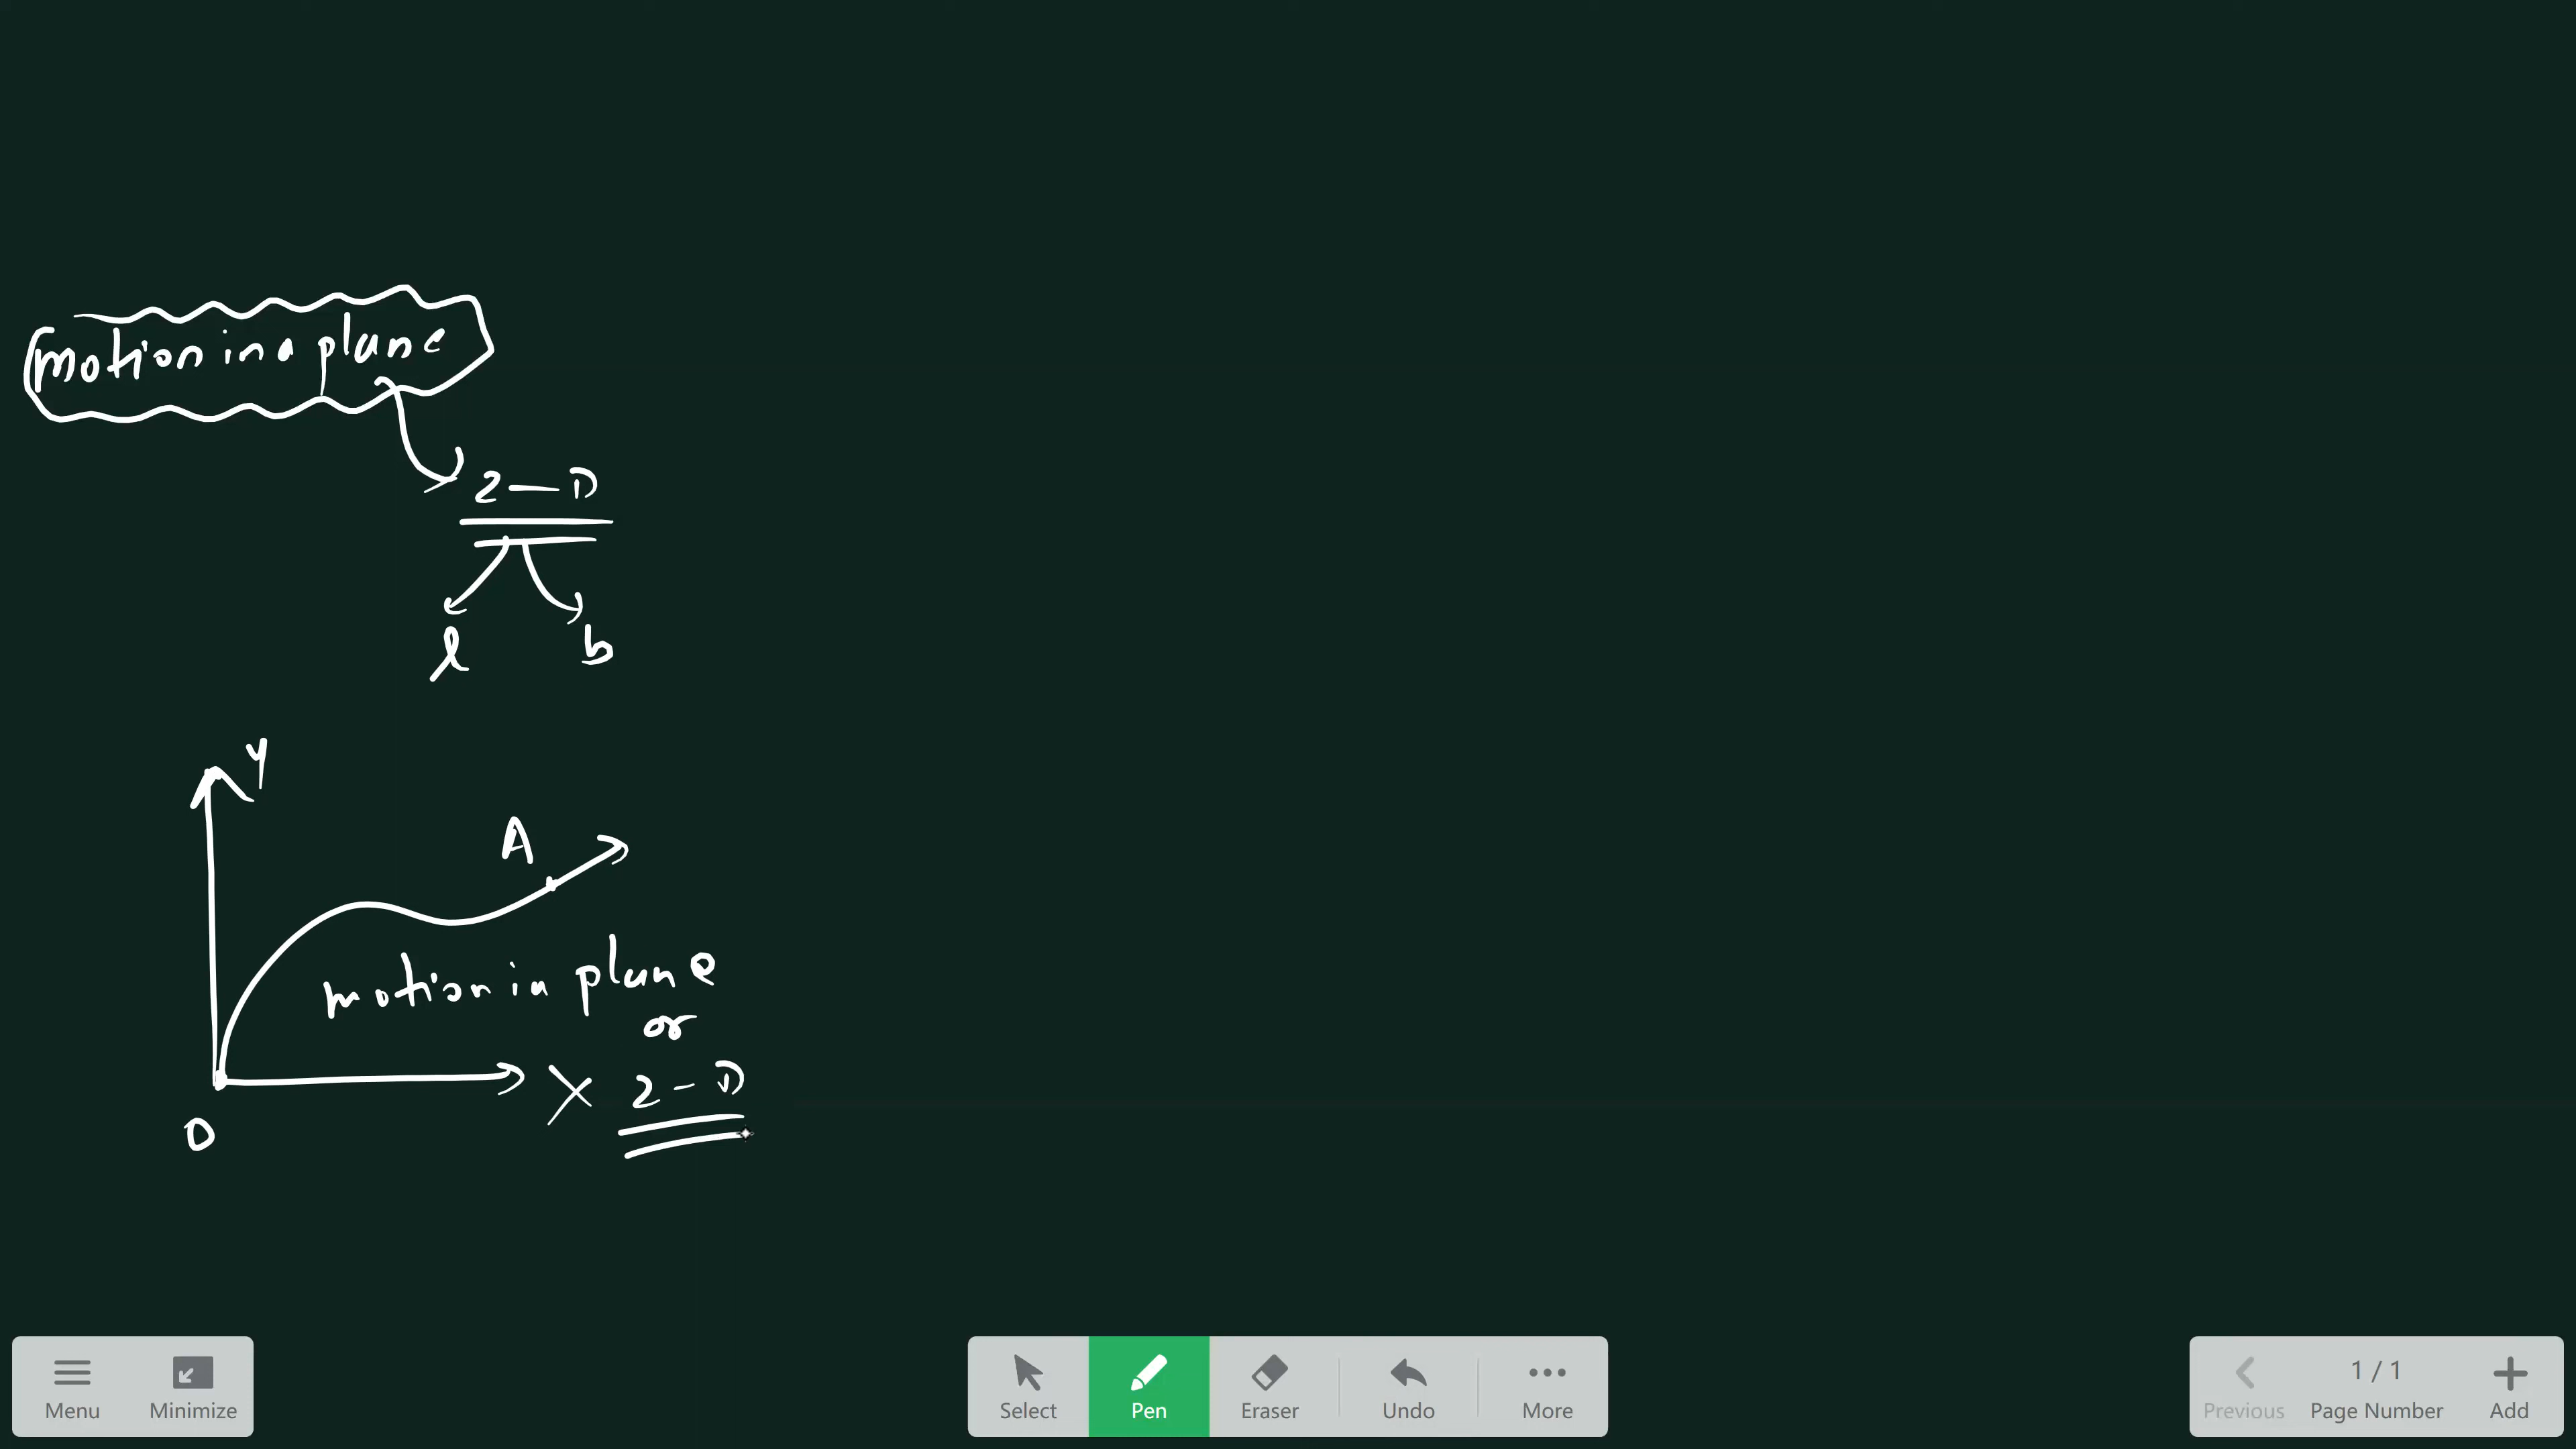 motion in a plane
2 - D
l b
y
A
motion in plane
or
X 2 - D
O
Menu Minimize Select Pen Eraser Undo More Previous 1 / 1 Page Number Add